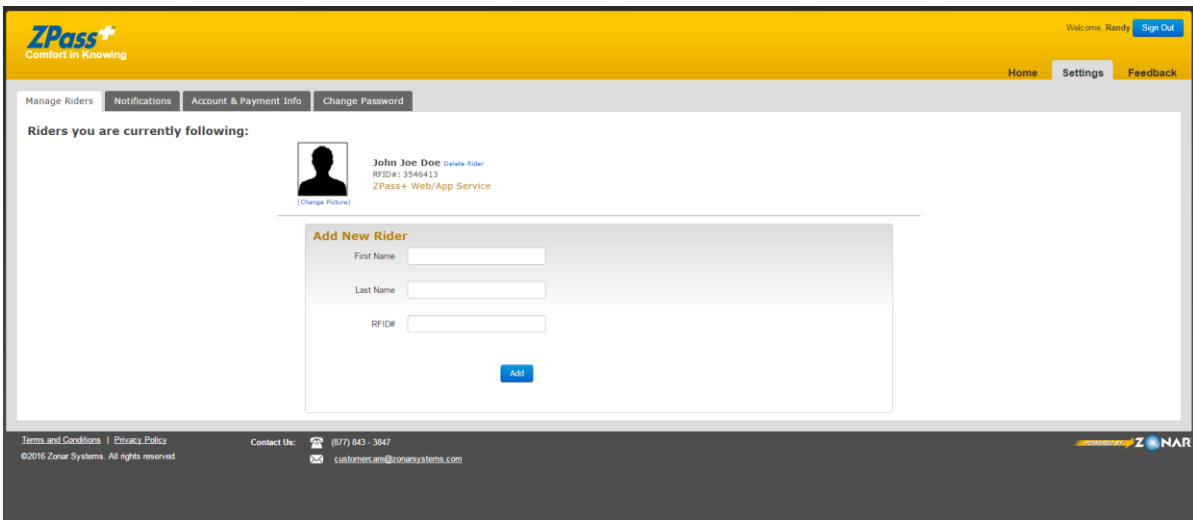 ZPass+
Comfort in Knowing
Welcome, Randy Sign Out
Home Settings Feedback
Manage Riders Notifications Account & Payment Info Change Password
Riders you are currently following:
John Joe Doe Delete Rider
RFID#: 3546413
ZPass+ Web/App Service
(Change Picture)
Add New Rider
First Name
Last Name
RFID#
Add
Terms and Conditions | Privacy Policy
©2016 Zonar Systems. All rights reserved.
Contact Us: (877) 843 - 3847
customercare@zonarsystems.com
POWERED BY ZONAR